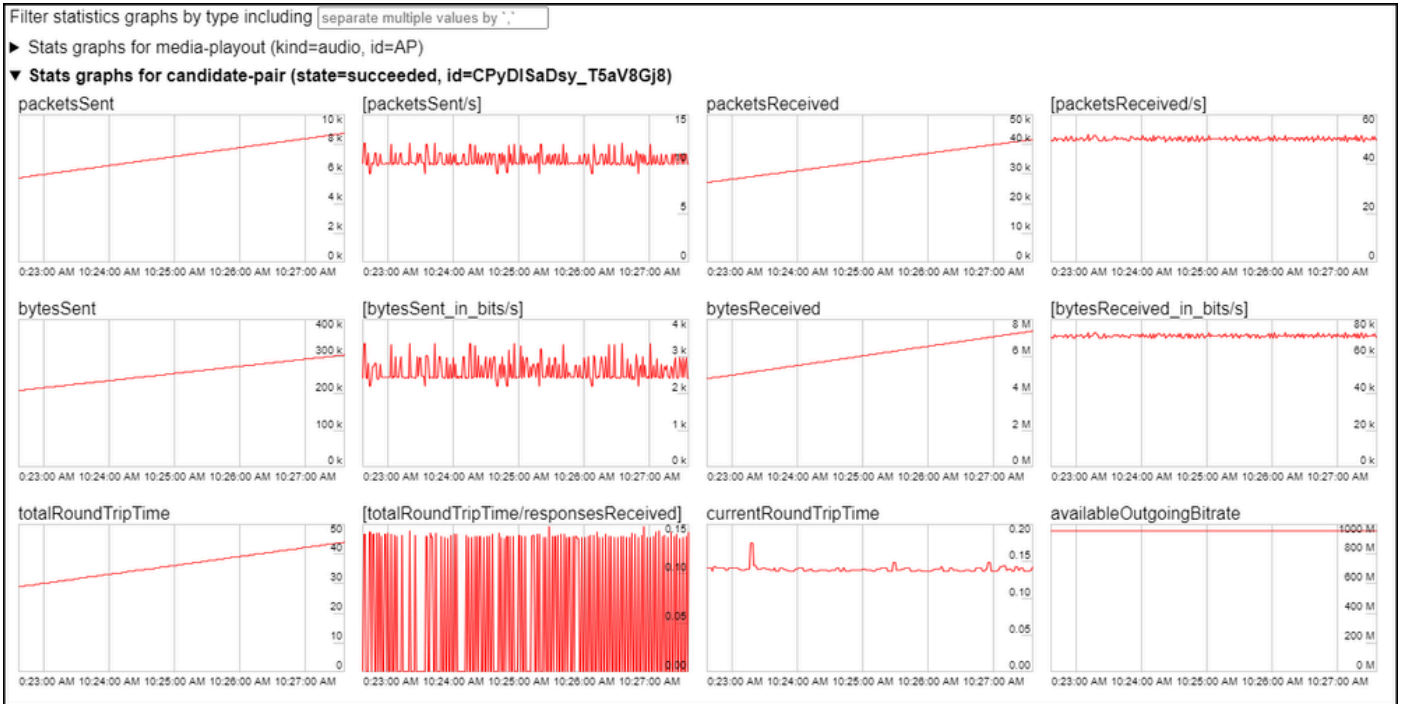 Filter statistics graphs by type including separate multiple values by `,`
▶ Stats graphs for media-playout (kind=audio, id=AP)
▼ Stats graphs for candidate-pair (state=succeeded, id=CPyDISaDsy_T5aV8Gj8)
packetsSent
10 k
8 k
6 k
4 k
2 k
0 k
0:23:00 AM 10:24:00 AM 10:25:00 AM 10:26:00 AM 10:27:00 AM
[packetsSent/s]
15
10
5
0
0:23:00 AM 10:24:00 AM 10:25:00 AM 10:26:00 AM 10:27:00 AM
packetsReceived
50 k
40 k
30 k
20 k
10 k
0 k
0:23:00 AM 10:24:00 AM 10:25:00 AM 10:26:00 AM 10:27:00 AM
[packetsReceived/s]
60
40
20
0
0:23:00 AM 10:24:00 AM 10:25:00 AM 10:26:00 AM 10:27:00 AM
bytesSent
400 k
300 k
200 k
100 k
0 k
0:23:00 AM 10:24:00 AM 10:25:00 AM 10:26:00 AM 10:27:00 AM
[bytesSent_in_bits/s]
4 k
3 k
2 k
1 k
0 k
0:23:00 AM 10:24:00 AM 10:25:00 AM 10:26:00 AM 10:27:00 AM
bytesReceived
8 M
6 M
4 M
2 M
0 M
0:23:00 AM 10:24:00 AM 10:25:00 AM 10:26:00 AM 10:27:00 AM
[bytesReceived_in_bits/s]
80 k
60 k
40 k
20 k
0 k
0:23:00 AM 10:24:00 AM 10:25:00 AM 10:26:00 AM 10:27:00 AM
totalRoundTripTime
50
40
30
20
10
0
0:23:00 AM 10:24:00 AM 10:25:00 AM 10:26:00 AM 10:27:00 AM
[totalRoundTripTime/responsesReceived]
0.15
0.10
0.05
0.00
0:23:00 AM 10:24:00 AM 10:25:00 AM 10:26:00 AM 10:27:00 AM
currentRoundTripTime
0.20
0.15
0.10
0.05
0.00
0:23:00 AM 10:24:00 AM 10:25:00 AM 10:26:00 AM 10:27:00 AM
availableOutgoingBitrate
1000 M
800 M
600 M
400 M
200 M
0 M
0:23:00 AM 10:24:00 AM 10:25:00 AM 10:26:00 AM 10:27:00 AM